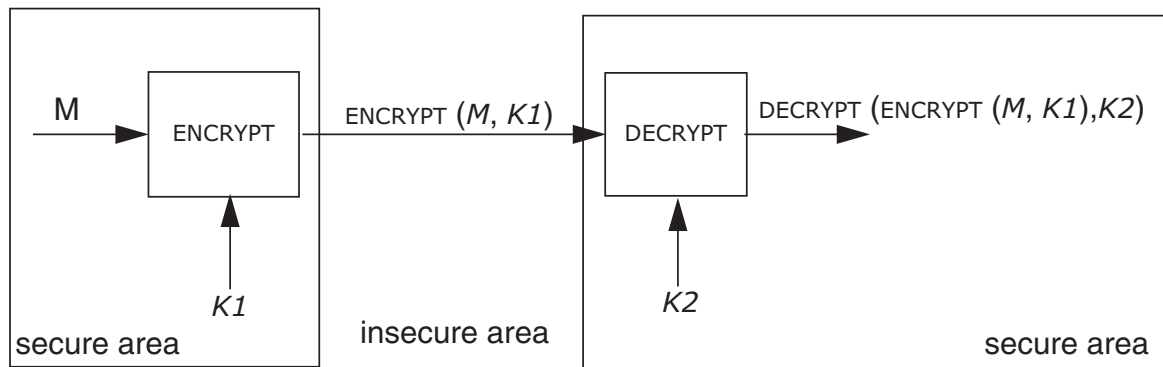 M
ENCRYPT
ENCRYPT (M, K1)
DECRYPT
DECRYPT (ENCRYPT (M, K1),K2)
K1
K2
secure area
insecure area
secure area